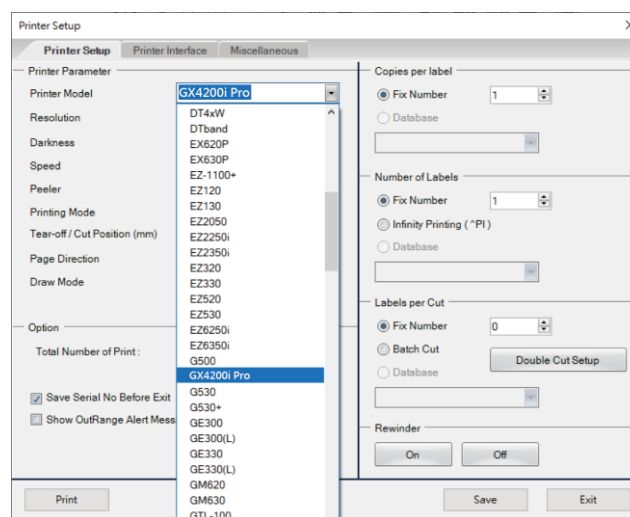 Printer Setup
Printer Setup
Printer Interface
Miscellaneous
Printer Parameter
Printer Model
GX4200i Pro
Resolution
Darkness
Speed
Peeler
Printing Mode
Tear-off / Cut Position (mm)
Page Direction
Draw Mode
DT4xW
DTband
EX620P
EX630P
EZ-1100+
EZ120
EZ130
EZ2050
EZ2250i
EZ2350i
EZ320
EZ330
EZ520
EZ530
EZ6250i
EZ6350i
G500
GX4200i Pro
G530
G530+
GE300
GE300(L)
GE330
GE330(L)
GM620
GM630
GTL-100
Option
Total Number of Print :
Save Serial No Before Exit
Show OutRange Alert Mess
Copies per label
Fix Number
1
Database
Number of Labels
Fix Number
1
Infinity Printing ( ^PI )
Database
Labels per Cut
Fix Number
0
Batch Cut
Double Cut Setup
Database
Rewinder
On
Off
Print
Save
Exit